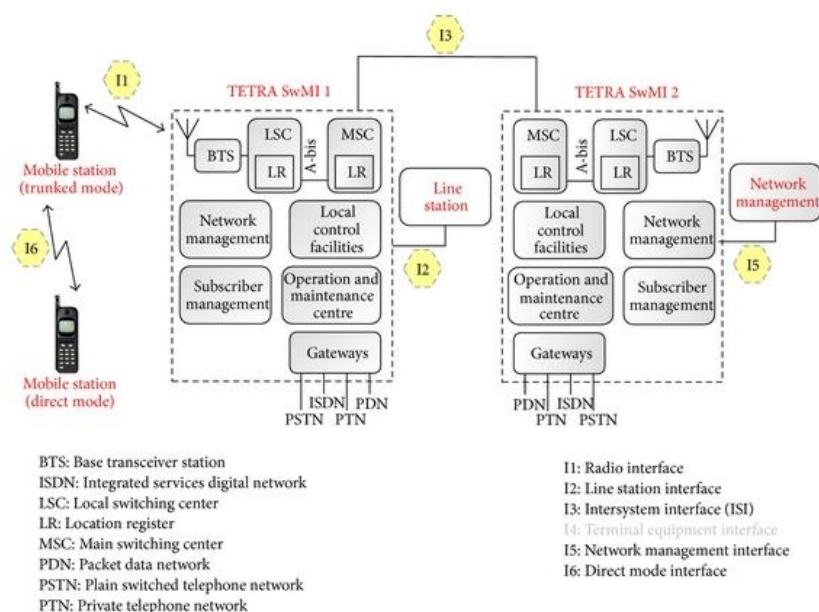 I3
I1
TETRA SwMI 1
TETRA SwMI 2
LSC
MSC
BTS
LR
A-bis
LR
MSC
LSC
BTS
LR
A-bis
LR
Mobile station
(trunked mode)
Line
station
Network
management
Network
management
Local
control
facilities
Local
control
facilities
Network
management
I6
I2
I5
Subscriber
management
Operation and
maintenance
centre
Operation and
maintenance
centre
Subscriber
management
Mobile station
(direct mode)
Gateways
Gateways
PSTN
ISDN
PTN
PDN
PDN
PTN
ISDN
PSTN
BTS: Base transceiver station
ISDN: Integrated services digital network
LSC: Local switching center
LR: Location register
MSC: Main switching center
PDN: Packet data network
PSTN: Plain switched telephone network
PTN: Private telephone network
I1: Radio interface
I2: Line station interface
I3: Intersystem interface (ISI)
I4: Terminal equipment interface
I5: Network management interface
I6: Direct mode interface